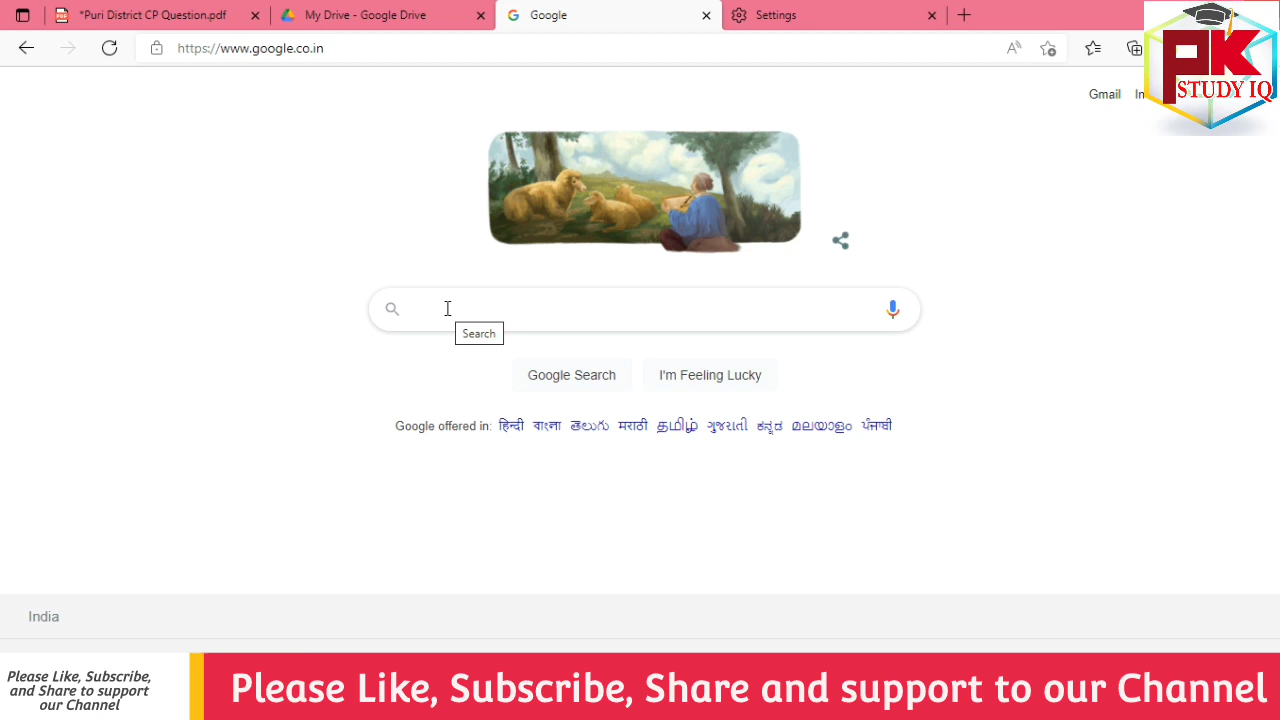 *Puri District CP Question.pdf
My Drive - Google Drive
Google
Settings
https://www.google.co.in
PK
STUDY IQ
Gmail
Search
Google Search
I'm Feeling Lucky
Google offered in: हिन्दी বাংলা తెలుగు मराठी தமிழ் ગુજરાતી ಕನ್ನಡ മലയാളം ਪੰਜਾਬੀ
India
Please Like, Subscribe,
and Share to support
our Channel
Please Like, Subscribe, Share and support to our Channel